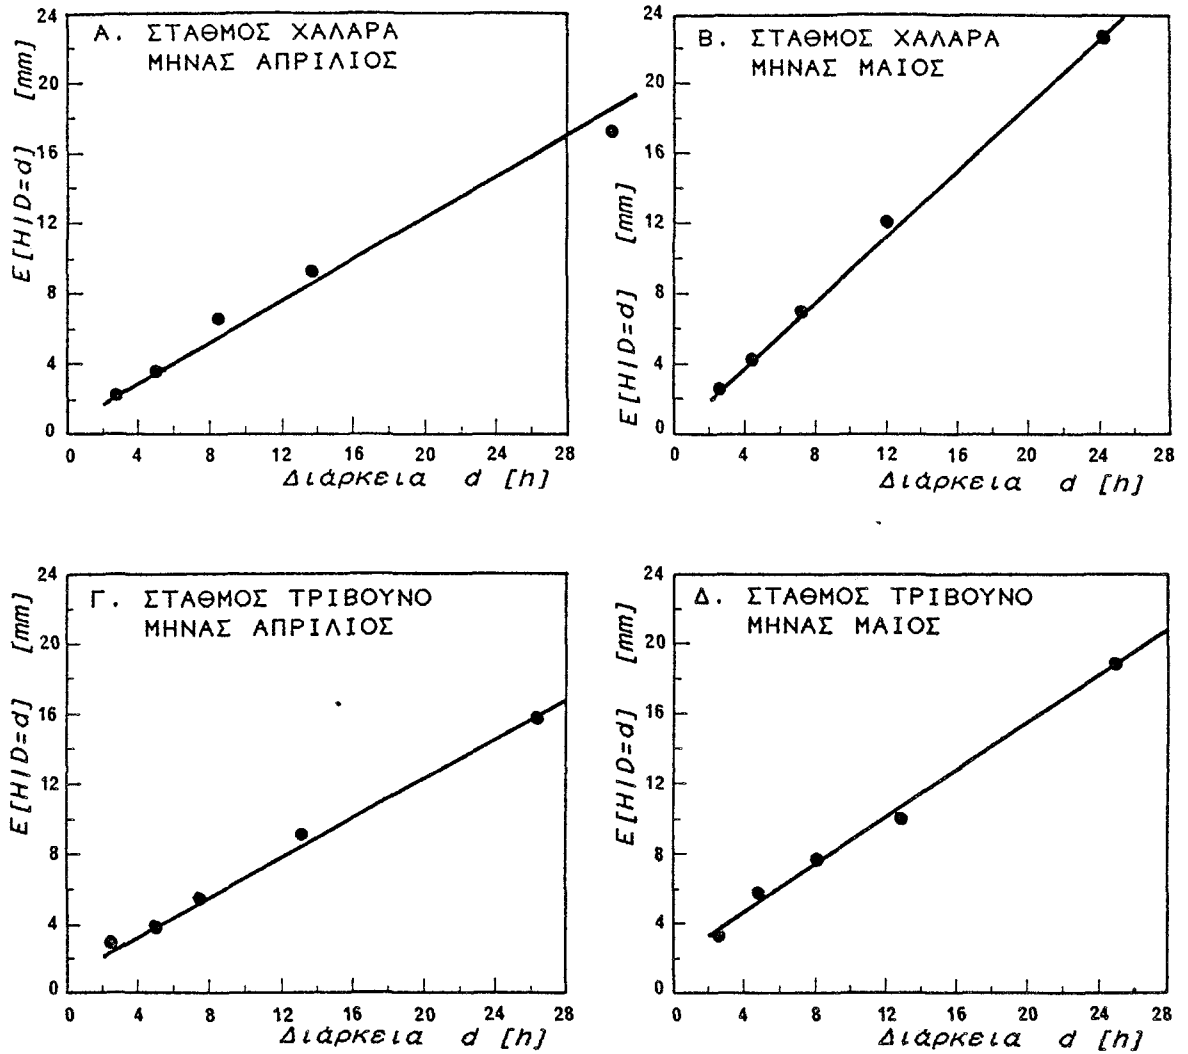 Α. ΣΤΑΘΜΟΣ ΧΑΛΑΡΑ
ΜΗΝΑΣ ΑΠΡΙΛΙΟΣ
E[H|D=d] [mm]
24
20
16
12
8
4
0
0 4 8 12 16 20 24 28
Διάρκεια d [h]
Β. ΣΤΑΘΜΟΣ ΧΑΛΑΡΑ
ΜΗΝΑΣ ΜΑΙΟΣ
E[H|D=d] [mm]
24
20
16
12
8
4
0
0 4 8 12 16 20 24 28
Διάρκεια d [h]
Γ. ΣΤΑΘΜΟΣ ΤΡΙΒΟΥΝΟ
ΜΗΝΑΣ ΑΠΡΙΛΙΟΣ
E[H|D=d] [mm]
24
20
16
12
8
4
0
0 4 8 12 16 20 24 28
Διάρκεια d [h]
Δ. ΣΤΑΘΜΟΣ ΤΡΙΒΟΥΝΟ
ΜΗΝΑΣ ΜΑΙΟΣ
E[H|D=d] [mm]
24
20
16
12
8
4
0
0 4 8 12 16 20 24 28
Διάρκεια d [h]